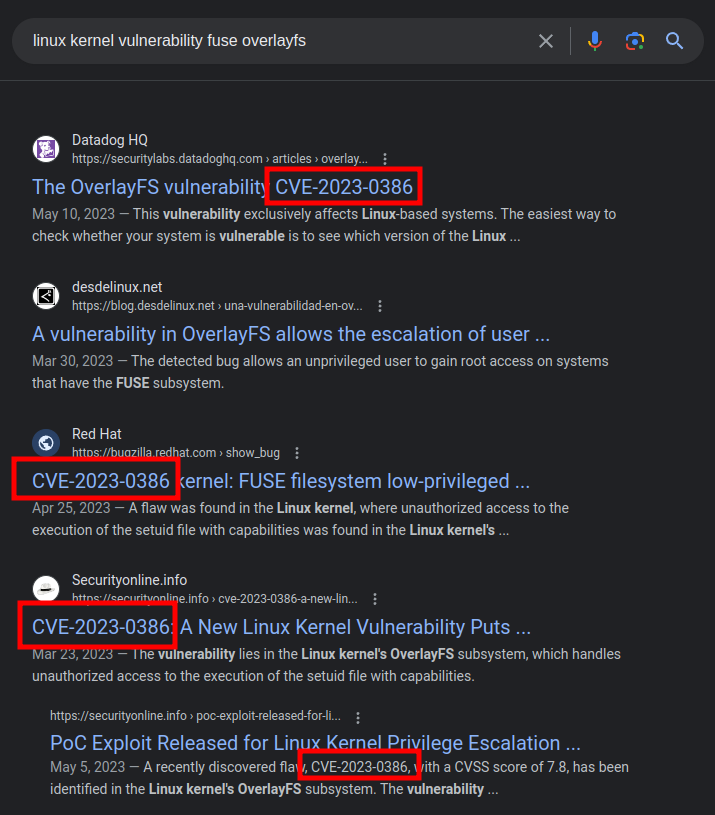 linux kernel vulnerability fuse overlayfs
Datadog HQ
https://securitylabs.datadoghq.com › articles › overlay...
The OverlayFS vulnerability CVE-2023-0386
May 10, 2023 — This vulnerability exclusively affects Linux-based systems. The easiest way to
check whether your system is vulnerable is to see which version of the Linux ...
desdelinux.net
https://blog.desdelinux.net › una-vulnerabilidad-en-ov...
A vulnerability in OverlayFS allows the escalation of user ...
Mar 30, 2023 — The detected bug allows an unprivileged user to gain root access on systems
that have the FUSE subsystem.
Red Hat
https://bugzilla.redhat.com › show_bug
CVE-2023-0386 kernel: FUSE filesystem low-privileged ...
Apr 25, 2023 — A flaw was found in the Linux kernel, where unauthorized access to the
execution of the setuid file with capabilities was found in the Linux kernel's ...
Securityonline.info
https://securityonline.info › cve-2023-0386-a-new-lin...
CVE-2023-0386: A New Linux Kernel Vulnerability Puts ...
Mar 23, 2023 — The vulnerability lies in the Linux kernel's OverlayFS subsystem, which handles
unauthorized access to the execution of the setuid file with capabilities.
https://securityonline.info › poc-exploit-released-for-li...
PoC Exploit Released for Linux Kernel Privilege Escalation ...
May 5, 2023 — A recently discovered flaw, CVE-2023-0386, with a CVSS score of 7.8, has been
identified in the Linux kernel's OverlayFS subsystem. The vulnerability ...